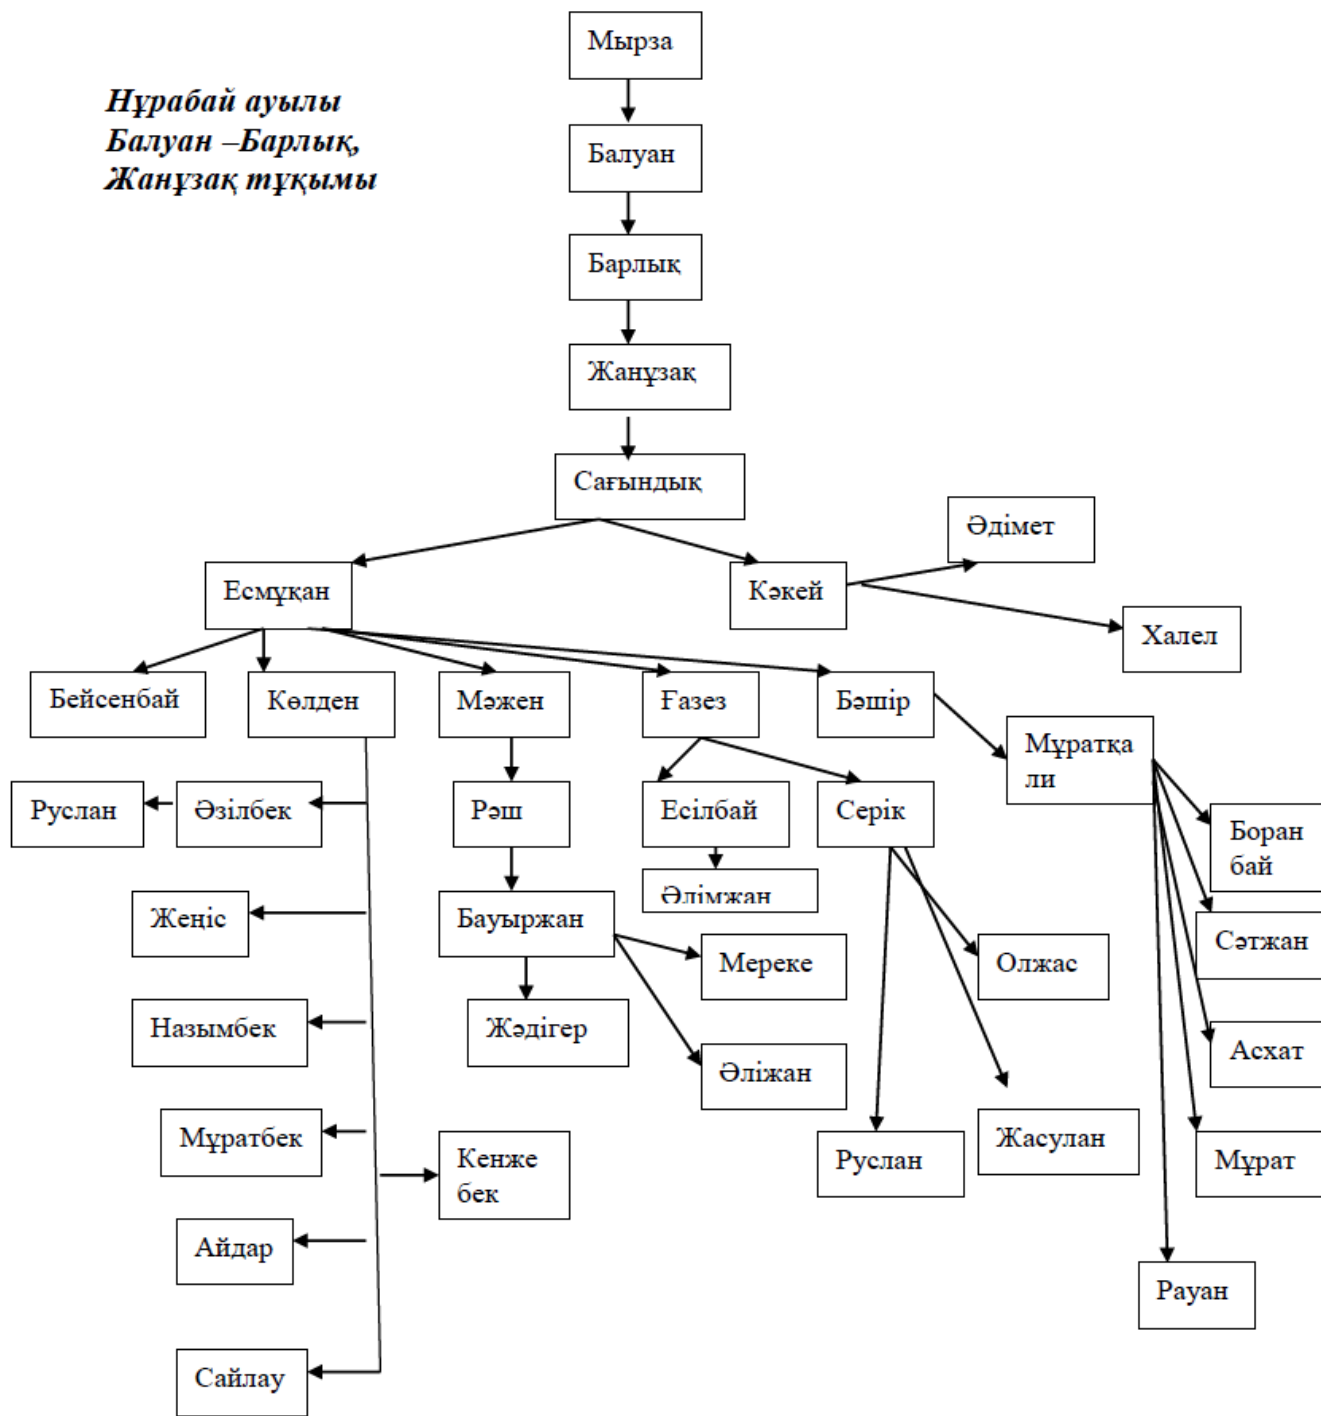 Мырза
Нұрабай ауылы
Балуан –Барлық,
Жанұзақ тұқымы
Балуан
Барлық
Жанұзақ
Сағындық
Әдімет
Есмұқан
Кәкей
Халел
Бейсенбай
Көлден
Мәжен
Ғазез
Бәшір
Мұратқа
ли
Руслан
Әзілбек
Рәш
Есілбай
Серік
Боран
бай
Әлімжан
Жеңіс
Бауыржан
Сәтжан
Мереке
Олжас
Назымбек
Жәдігер
Асхат
Әліжан
Мұратбек
Кенже
бек
Руслан
Жасулан
Мұрат
Айдар
Рауан
Сайлау